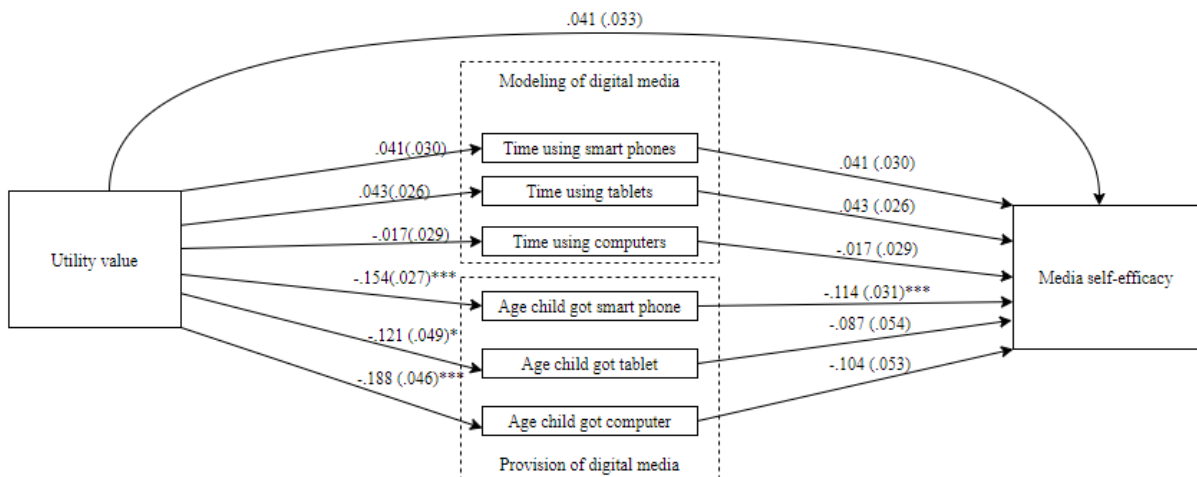 .041 (.033)
Modeling of digital media
.041(.030)
Time using smart phones
.041 (.030)
.043(.026)
Time using tablets
.043 (.026)
-.017(.029)
Time using computers
-.017 (.029)
Utility value
Media self-efficacy
-.154(.027)***
Age child got smart phone
-.114 (.031)***
-.121 (.049)*
Age child got tablet
-.087 (.054)
-.188 (.046)***
Age child got computer
-.104 (.053)
Provision of digital media